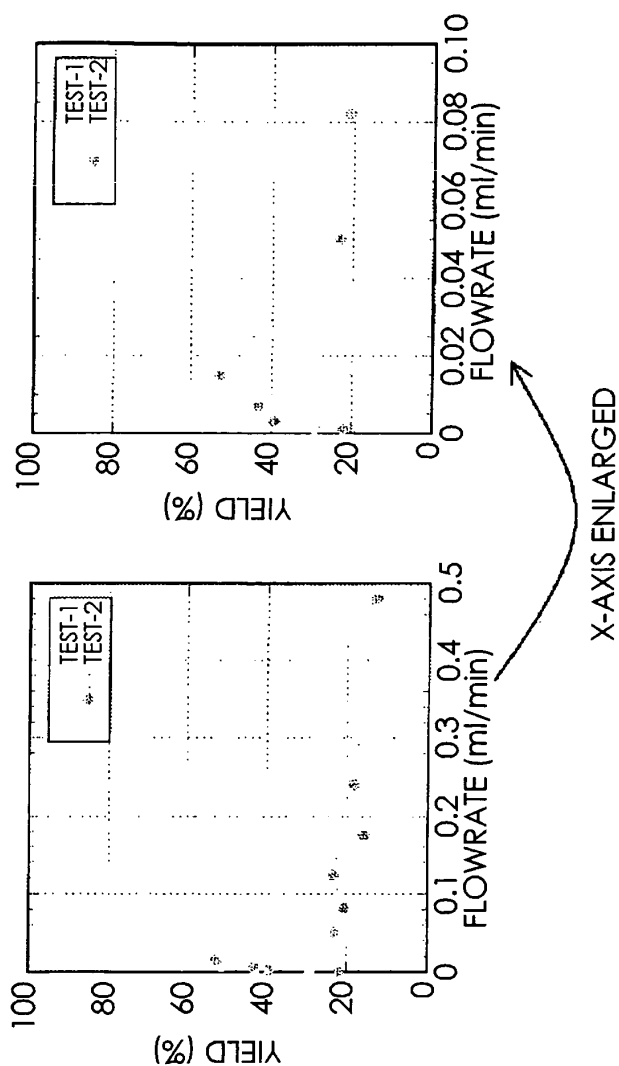 100
80
60
40
20
0
YIELD (%)
TEST-1
TEST-2
0
0.1
0.2
0.3
0.4
0.5
FLOWRATE (ml/min)
100
80
60
40
20
0
YIELD (%)
TEST-1
TEST-2
0
0.02
0.04
0.06
0.08
0.10
FLOWRATE (ml/min)
X-AXIS ENLARGED